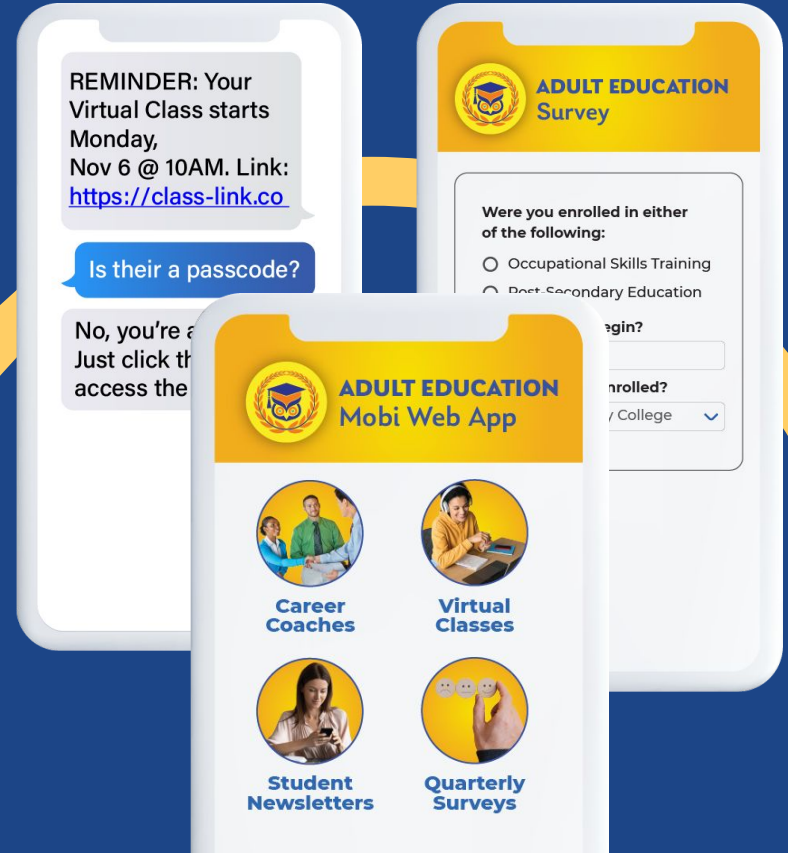 REMINDER: Your
Virtual Class starts
Monday,
Nov 6 @ 10AM. Link:
https://class-link.co
Is their a passcode?
No, you're
Just click
access the
ADULT EDUCATION
Survey
Were you enrolled in either
of the following:
Occupational Skills Training
Post-Secondary Education
nrolled?
College
ADULT EDUCATION
Mobi Web App
Career
Coaches
Virtual
Classes
Student
Newsletters
Quarterly
Surveys